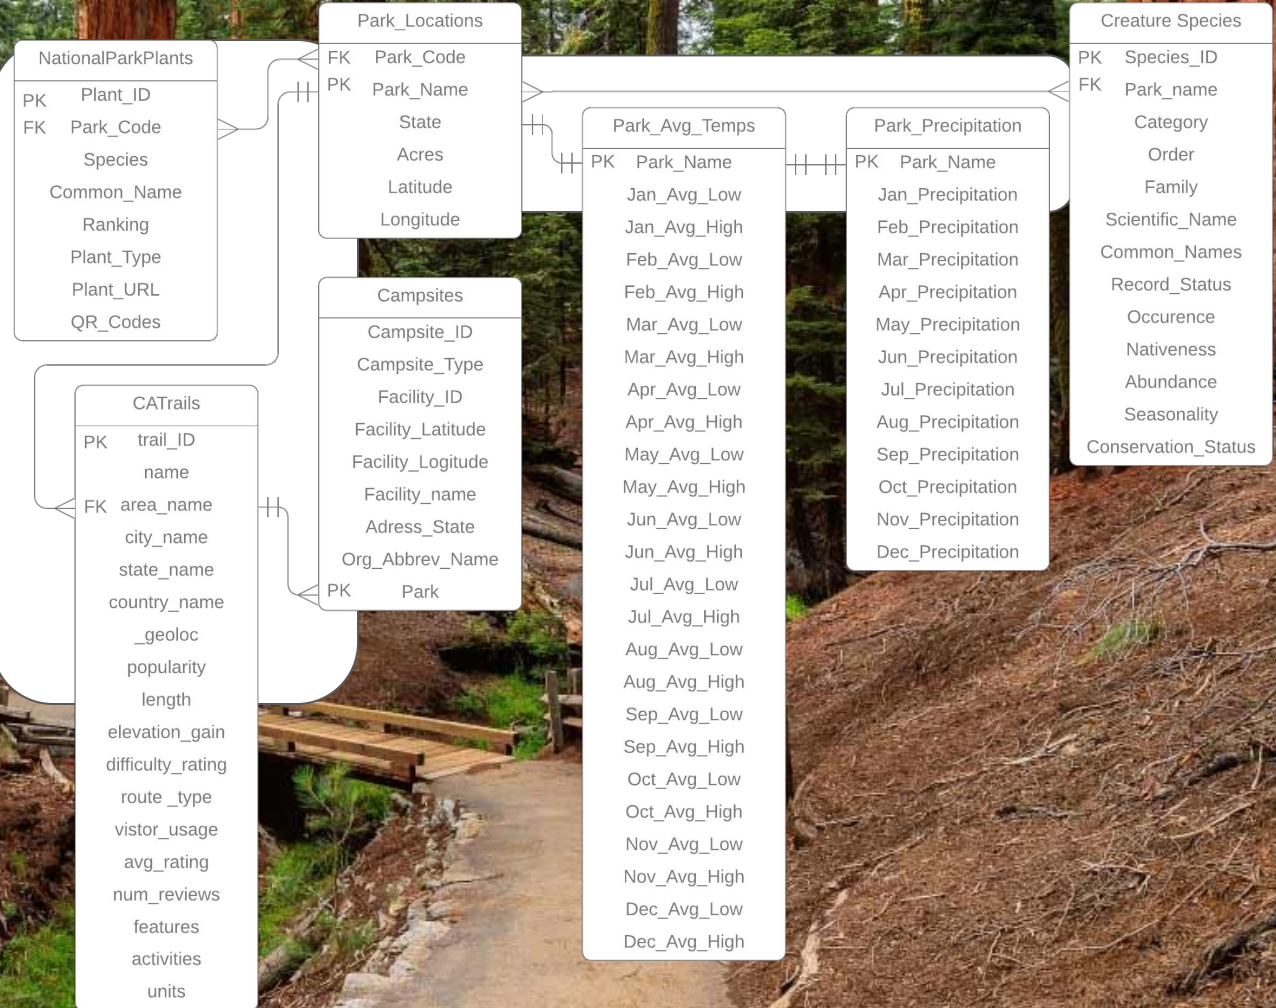 NationalParkPlants
PK Plant_ID
FK Park_Code
Species
Common_Name
Ranking
Plant_Type
Plant_URL
QR_Codes
Park_Locations
FK Park_Code
PK Park_Name
State
Acres
Latitude
Longitude
Campsites
Campsite_ID
Campsite_Type
Facility_ID
Facility_Latitude
Facility_Logitude
Facility_name
Adress_State
Org_Abbrev_Name
PK Park
CATrails
PK trail_ID
name
FK area_name
city_name
state_name
country_name
_geoloc
popularity
length
elevation_gain
difficulty_rating
route _type
vistor_usage
avg_rating
num_reviews
features
activities
units
Park_Avg_Temps
PK Park_Name
Jan_Avg_Low
Jan_Avg_High
Feb_Avg_Low
Feb_Avg_High
Mar_Avg_Low
Mar_Avg_High
Apr_Avg_Low
Apr_Avg_High
May_Avg_Low
May_Avg_High
Jun_Avg_Low
Jun_Avg_High
Jul_Avg_Low
Jul_Avg_High
Aug_Avg_Low
Aug_Avg_High
Sep_Avg_Low
Sep_Avg_High
Oct_Avg_Low
Oct_Avg_High
Nov_Avg_Low
Nov_Avg_High
Dec_Avg_Low
Dec_Avg_High
Park_Precipitation
PK Park_Name
Jan_Precipitation
Feb_Precipitation
Mar_Precipitation
Apr_Precipitation
May_Precipitation
Jun_Precipitation
Jul_Precipitation
Aug_Precipitation
Sep_Precipitation
Oct_Precipitation
Nov_Precipitation
Dec_Precipitation
Creature Species
PK Species_ID
FK Park_name
Category
Order
Family
Scientific_Name
Common_Names
Record_Status
Occurence
Nativeness
Abundance
Seasonality
Conservation_Status